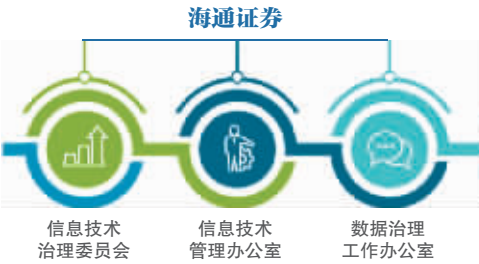 海通证券
信息技术
治理委员会
信息技术
管理办公室
数据治理
工作办公室